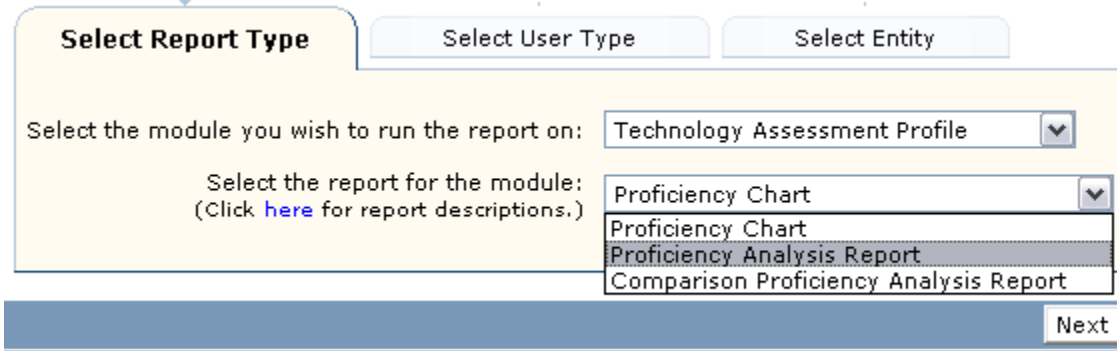 Select Report Type
Select User Type
Select Entity
Select the module you wish to run the report on:
Technology Assessment Profile
Select the report for the module:
(Click here for report descriptions.)
Proficiency Chart
Proficiency Chart
Proficiency Analysis Report
Comparison Proficiency Analysis Report
Next